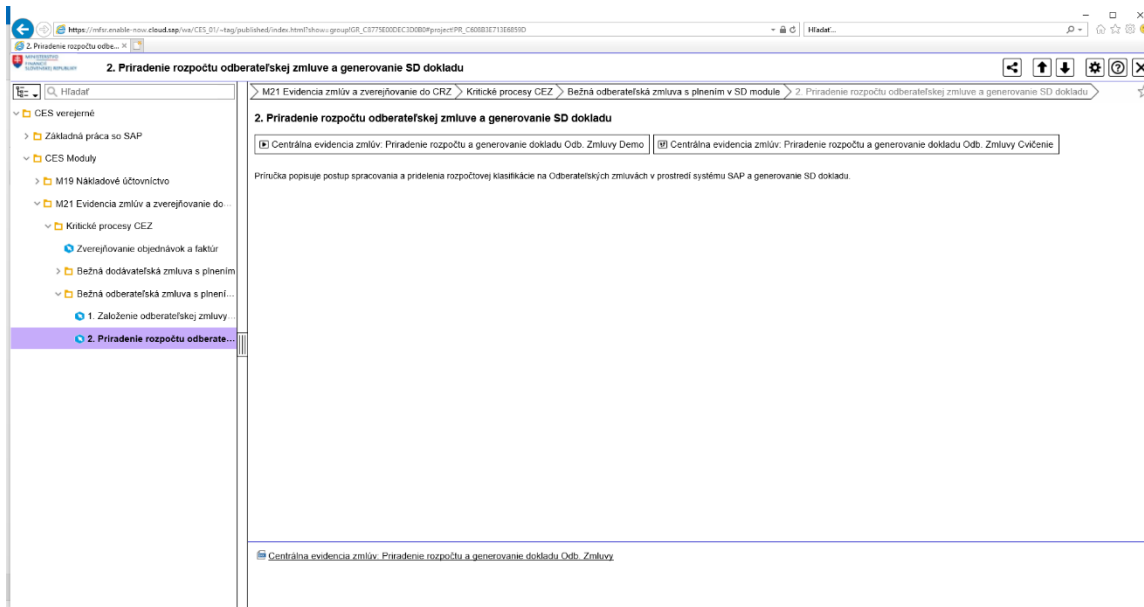 https://mfsr.enable-now.cloud.sap/wa/CES_01/~tag/published/index.html?show=group!GR_C8775E00DEC3D0B0#project!PR_C606B3E713E6859D
Hľadať...
2. Priradenie rozpočtu odbe...
MINISTERSTVO
FINANCIÍ
SLOVENSKEJ REPUBLIKY
2. Priradenie rozpočtu odberateľskej zmluve a generovanie SD dokladu
Hľadať
M21 Evidencia zmlúv a zverejňovanie do CRZ
Kritické procesy CEZ
Bežná odberateľská zmluva s plnením v SD module
2. Priradenie rozpočtu odberateľskej zmluve a generovanie SD dokladu
CES verejerné
Základná práca so SAP
CES Moduly
M19 Nákladové účtovníctvo
M21 Evidencia zmlúv a zverejňovanie do...
Kritické procesy CEZ
Zverejňovanie objednávok a faktúr
Bežná dodávateľská zmluva s plnením
Bežná odberateľská zmluva s plnení...
1. Založenie odberateľskej zmluvy...
2. Priradenie rozpočtu odberate...
2. Priradenie rozpočtu odberateľskej zmluve a generovanie SD dokladu
Centrálna evidencia zmlúv: Priradenie rozpočtu a generovanie dokladu Odb. Zmluvy Demo
Centrálna evidencia zmlúv: Priradenie rozpočtu a generovanie dokladu Odb. Zmluvy Cvičenie
Príručka popisuje postup spracovania a pridelenia rozpočtovej klasifikácie na Odberateľských zmluvách v prostredí systému SAP a generovanie SD dokladu.
Centrálna evidencia zmlúv: Priradenie rozpočtu a generovanie dokladu Odb. Zmluvy